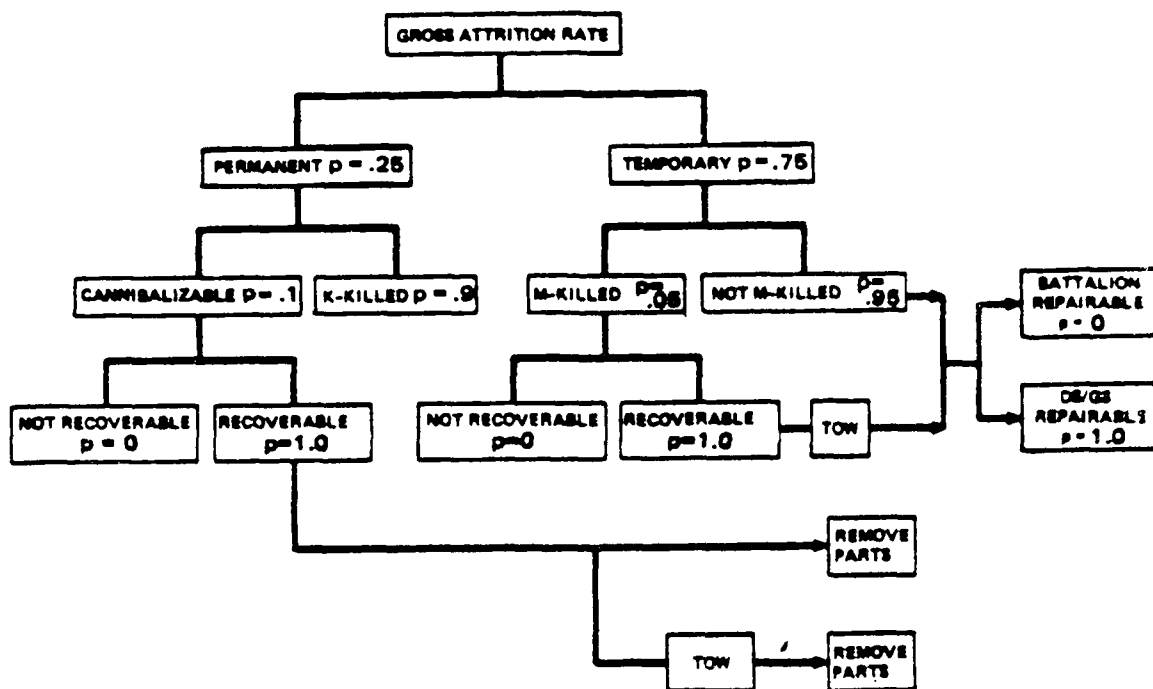 GROSS ATTRITION RATE
PERMANENT p = .25
TEMPORARY p = .75
CANNIBALIZABLE p = .1
K-KILLED p = .9
M-KILLED p= .05
NOT M-KILLED p= .95
BATTALION
REPAIRABLE
p = 0
NOT RECOVERABLE
p = 0
RECOVERABLE
p=1.0
NOT RECOVERABLE
p=0
RECOVERABLE
p=1.0
TOW
DS/GS
REPAIRABLE
p = 1.0
REMOVE
PARTS
TOW
REMOVE
PARTS